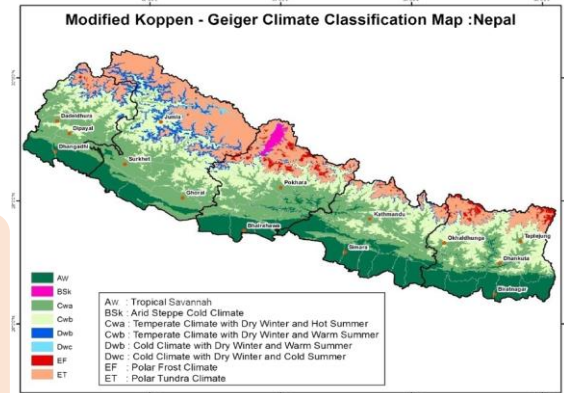 Modified Koppen - Geiger Climate Classification Map :Nepal
Dadeldhura
Dipayal
Jumla
Dhangadhi
Surkhet
Ghorai
Pokhara
Bhairahawa
Kathmandu
Simara
Okhaldhunga
Taplejung
Dhankuta
Biratnagar
Aw
BSk
Cwa
Cwb
Dwb
Dwc
EF
ET
Aw : Tropical Savannah
BSk : Arid Steppe Cold Climate
Cwa : Temperate Climate with Dry Winter and Hot Summer
Cwb : Temperate Climate with Dry Winter and Warm Summer
Dwb : Cold Climate with Dry Winter and Warm Summer
Dwc : Cold Climate with Dry Winter and Cold Summer
EF : Polar Frost Climate
ET : Polar Tundra Climate